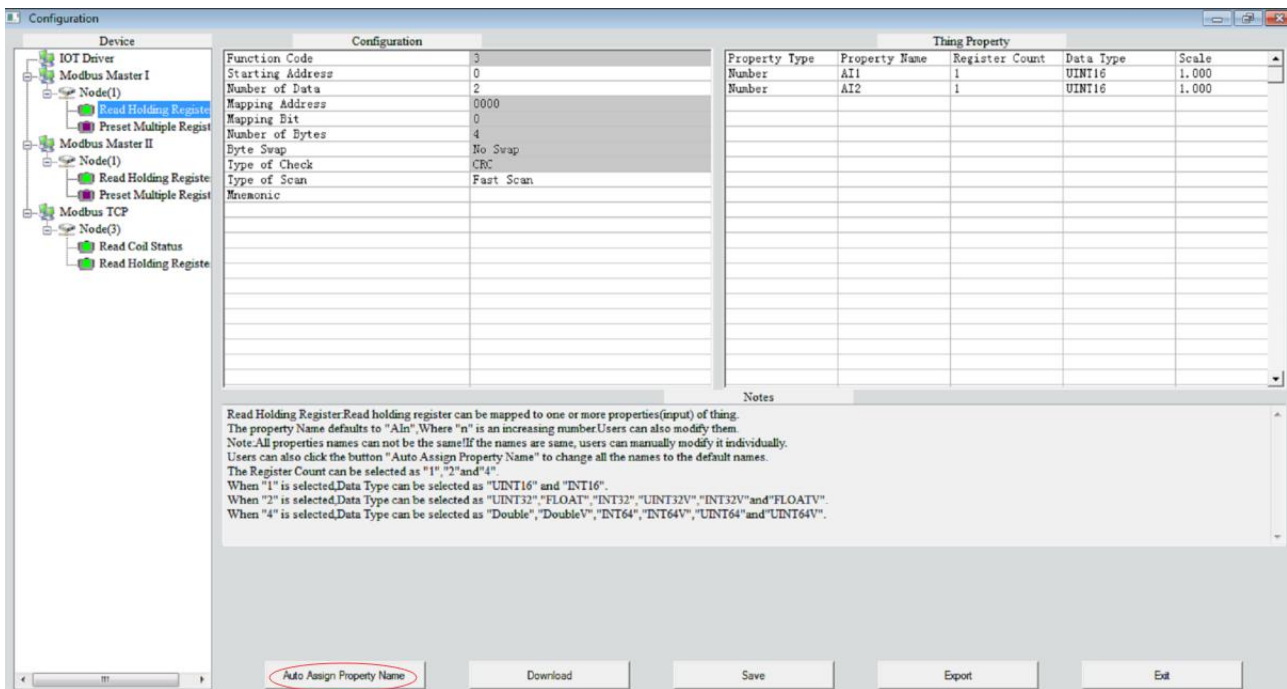 Configuration
Device
IOT Driver
Modbus Master I
Node(1)
Read Holding Registe
Preset Multiple Regist
Modbus Master II
Node(1)
Read Holding Registe
Preset Multiple Regist
Modbus TCP
Node(3)
Read Coil Status
Read Holding Registe
Configuration
Function Code 3
Starting Address 0
Number of Data 2
Mapping Address 0000
Mapping Bit 0
Number of Bytes 4
Byte Swap No Swap
Type of Check CRC
Type of Scan Fast Scan
Mnemonic
Thing Property
Property Type Property Name Register Count Data Type Scale
Number AI1 1 UINT16 1.000
Number AI2 1 UINT16 1.000
Notes
Read Holding Register:Read holding register can be mapped to one or more properties(input) of thing.
The property Name defaults to "AIn",Where "n" is an increasing number.Users can also modify them.
Note:All properties names can not be the same!If the names are same, users can manually modify it individually.
Users can also click the button "Auto Assign Property Name" to change all the names to the default names.
The Register Count can be selected as "1","2"and"4".
When "1" is selected,Data Type can be selected as "UINT16" and "INT16".
When "2" is selected,Data Type can be selected as "UINT32","FLOAT","INT32","UINT32V","INT32V"and"FLOATV".
When "4" is selected,Data Type can be selected as "Double","DoubleV","INT64","INT64V","UINT64"and"UINT64V".
Auto Assign Property Name
Download
Save
Export
Exit